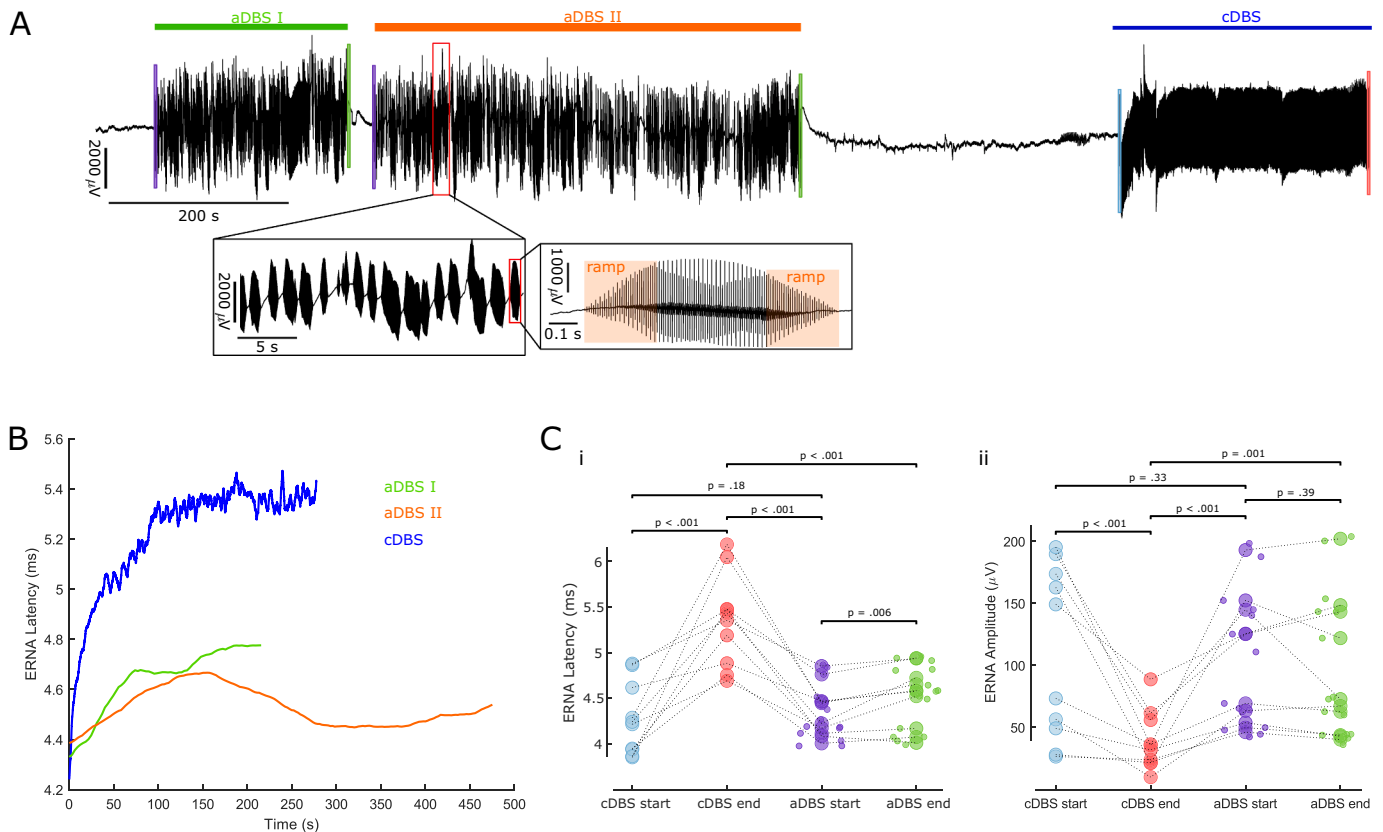 A
aDBS I
aDBS II
cDBS
2000 µV
200 s
2000 µV
5 s
1000 µV
0.1 s
ramp
ramp
B
ERNA Latency (ms)
5.6
5.4
5.2
5
4.8
4.6
4.4
4.2
0 50 100 150 200 250 300 350 400 450 500
Time (s)
aDBS I
aDBS II
cDBS
C
i
p < .001
p = .18
p < .001
p < .001
p = .006
ERNA Latency (ms)
6
5.5
5
4.5
4
cDBS start cDBS end aDBS start aDBS end
ii
p = .001
p = .33
p = .39
p < .001
p < .001
ERNA Amplitude (µV)
200
150
100
50
cDBS start cDBS end aDBS start aDBS end